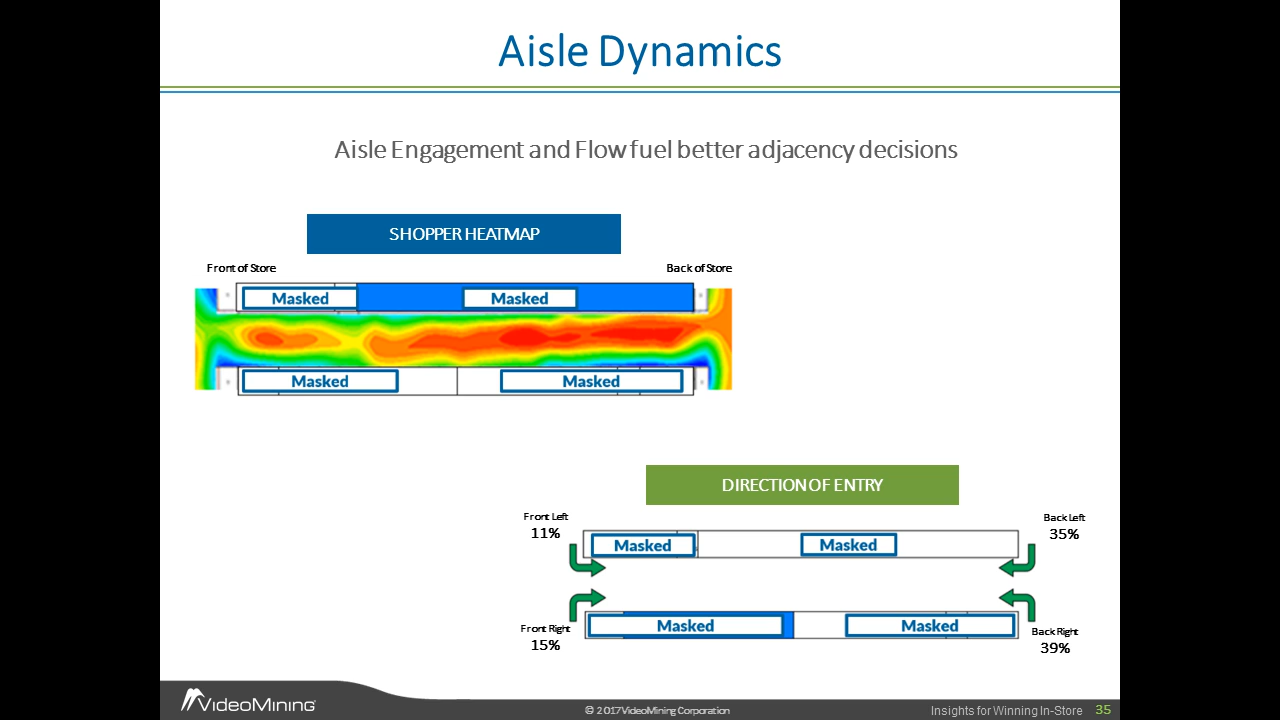 Aisle Dynamics
Aisle Engagement and Flow fuel better adjacency decisions
SHOPPER HEATMAP
Front of Store
Back of Store
Masked
Masked
Masked
Masked
DIRECTION OF ENTRY
Front Left
11%
Back Left
35%
Masked
Masked
Masked
Masked
Front Right
15%
Back Right
39%
VideoMining
© 2017 VideoMining Corporation
Insights for Winning In-Store 35